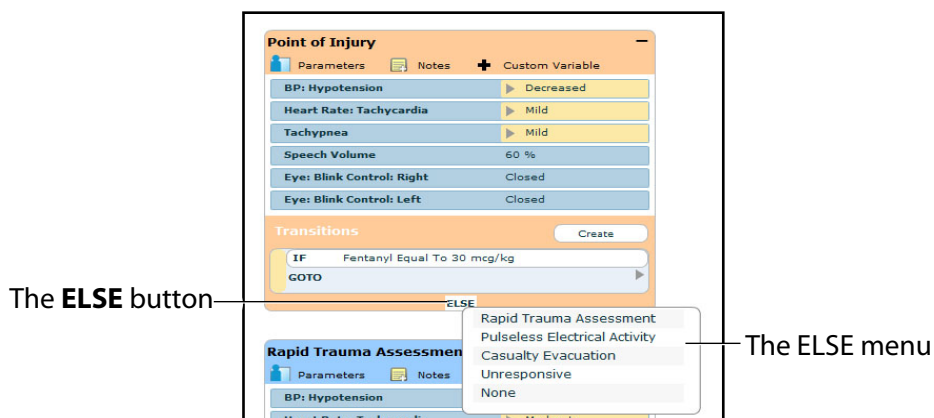 Point of Injury
Parameters Notes Custom Variable
BP: Hypotension Decreased
Heart Rate: Tachycardia Mild
Tachypnea Mild
Speech Volume 60 %
Eye: Blink Control: Right Closed
Eye: Blink Control: Left Closed
Transitions Create
IF Fentanyl Equal To 30 mcg/kg
GOTO
The ELSE button
ELSE
Rapid Trauma Assessment
Pulseless Electrical Activity
Casualty Evacuation
Unresponsive
None
The ELSE menu
Rapid Trauma
Parameters Notes
BP: Hypotension